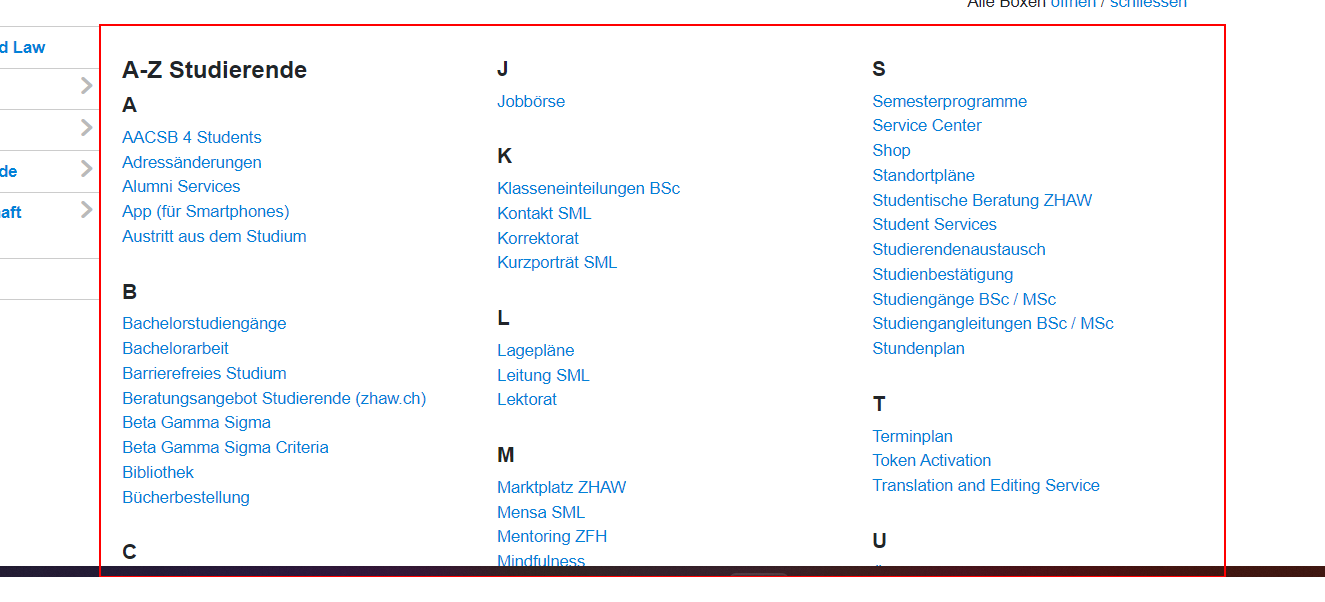 Alle Boxen öffnen / schliessen
d Law
de
aft
A-Z Studierende
A
AACSB 4 Students
Adressänderungen
Alumni Services
App (für Smartphones)
Austritt aus dem Studium
B
Bachelorstudiengänge
Bachelorarbeit
Barrierefreies Studium
Beratungsangebot Studierende (zhaw.ch)
Beta Gamma Sigma
Beta Gamma Sigma Criteria
Bibliothek
Bücherbestellung
C
J
Jobbörse
K
Klasseneinteilungen BSc
Kontakt SML
Korrektorat
Kurzporträt SML
L
Lagepläne
Leitung SML
Lektorat
M
Marktplatz ZHAW
Mensa SML
Mentoring ZFH
Mindfulness
S
Semesterprogramme
Service Center
Shop
Standortpläne
Studentische Beratung ZHAW
Student Services
Studierendenaustausch
Studienbestätigung
Studiengänge BSc / MSc
Studiengangleitungen BSc / MSc
Stundenplan
T
Terminplan
Token Activation
Translation and Editing Service
U